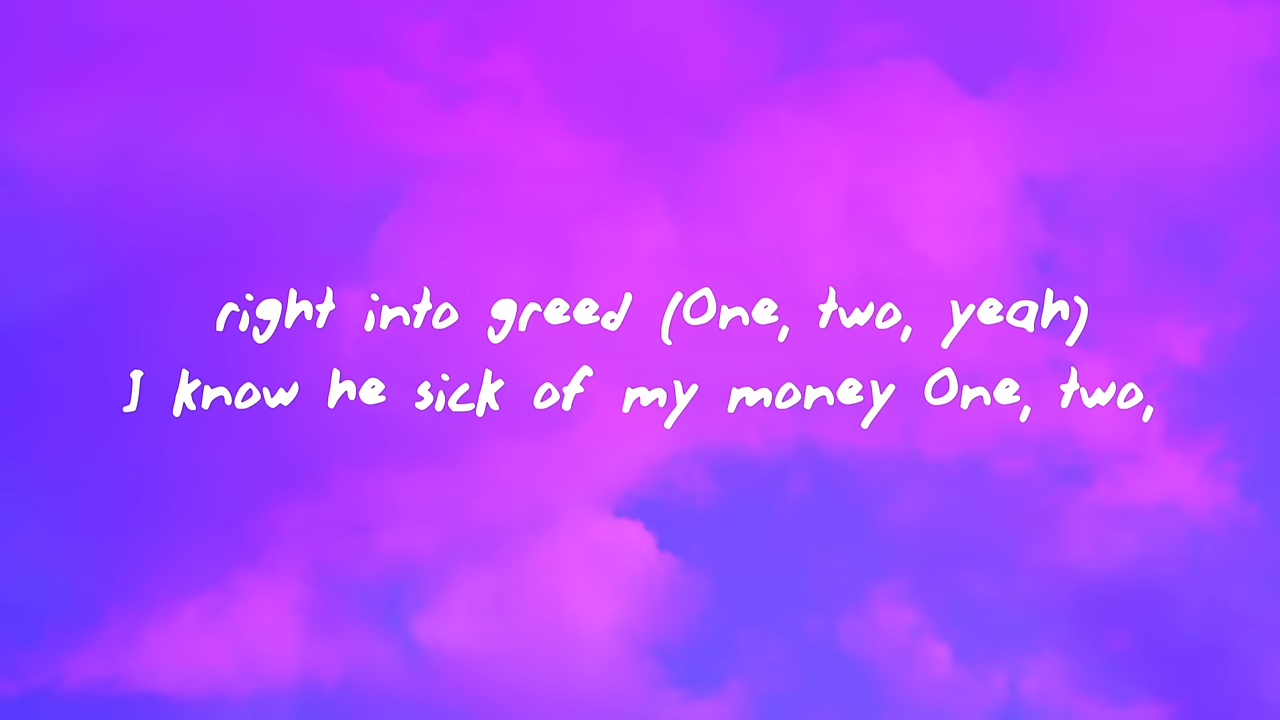 right into greed (One, two, yeah)
I know he sick of my money One, two,